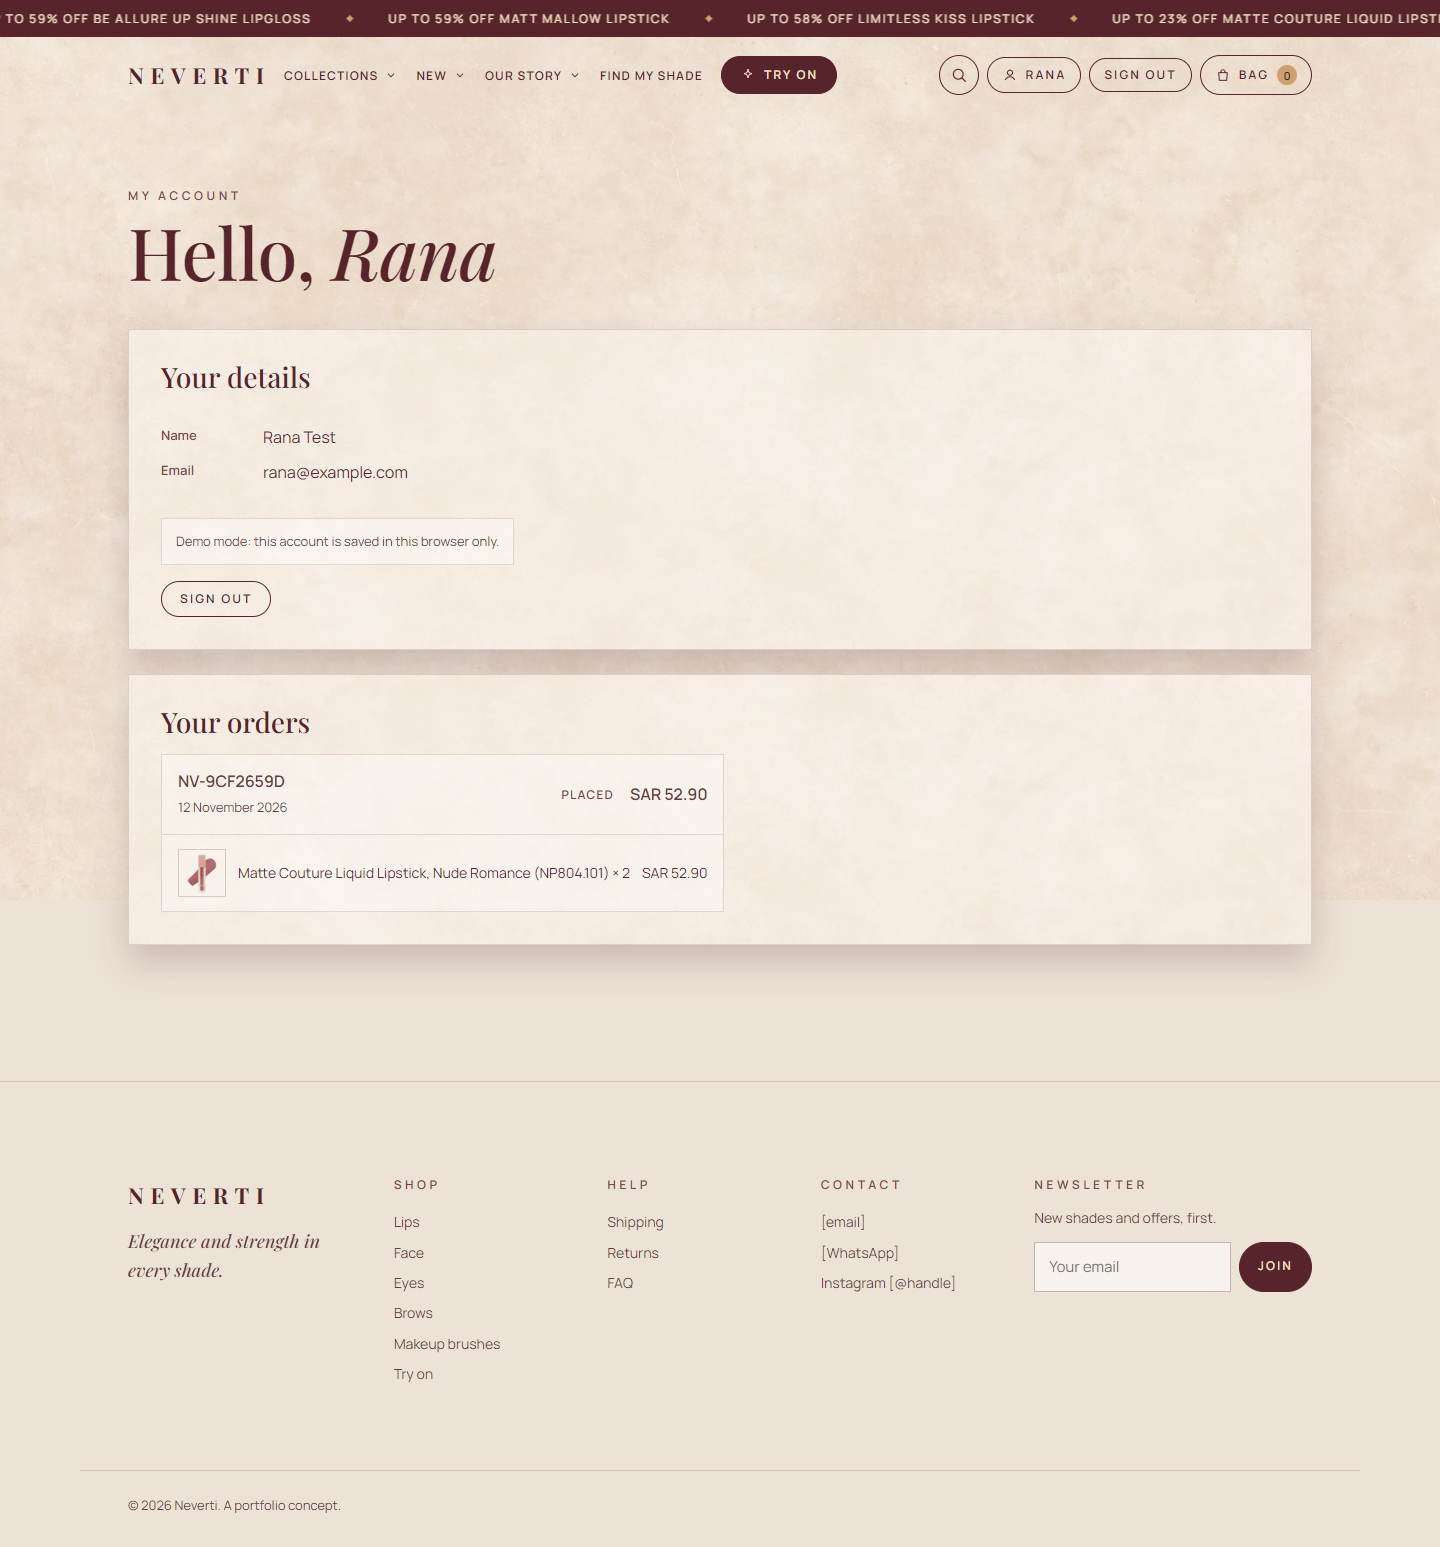 TO 59% OFF BE ALLURE UP SHINE LIPGLOSS ◆ UP TO 59% OFF MATT MALLOW LIPSTICK ◆ UP TO 58% OFF LIMITLESS KISS LIPSTICK ◆ UP TO 23% OFF MATTE COUTURE LIQUID
NEVERTI COLLECTIONS NEW OUR STORY FIND MY SHADE TRY ON RANA SIGN OUT BAG 0
MY ACCOUNT
Hello, Rana
Your details
Name Rana Test
Email rana@example.com
Demo mode: this account is saved in this browser only.
SIGN OUT
Your orders
NV-9CF2659D
12 November 2026
PLACED SAR 52.90
Matte Couture Liquid Lipstick, Nude Romance (NP804.101) × 2 SAR 52.90
NEVERTI
Elegance and strength in
every shade.
SHOP
Lips
Face
Eyes
Brows
Makeup brushes
Try on
HELP
Shipping
Returns
FAQ
CONTACT
[email]
[WhatsApp]
Instagram [@handle]
NEWSLETTER
New shades and offers, first.
Your email JOIN
© 2026 Neverti. A portfolio concept.